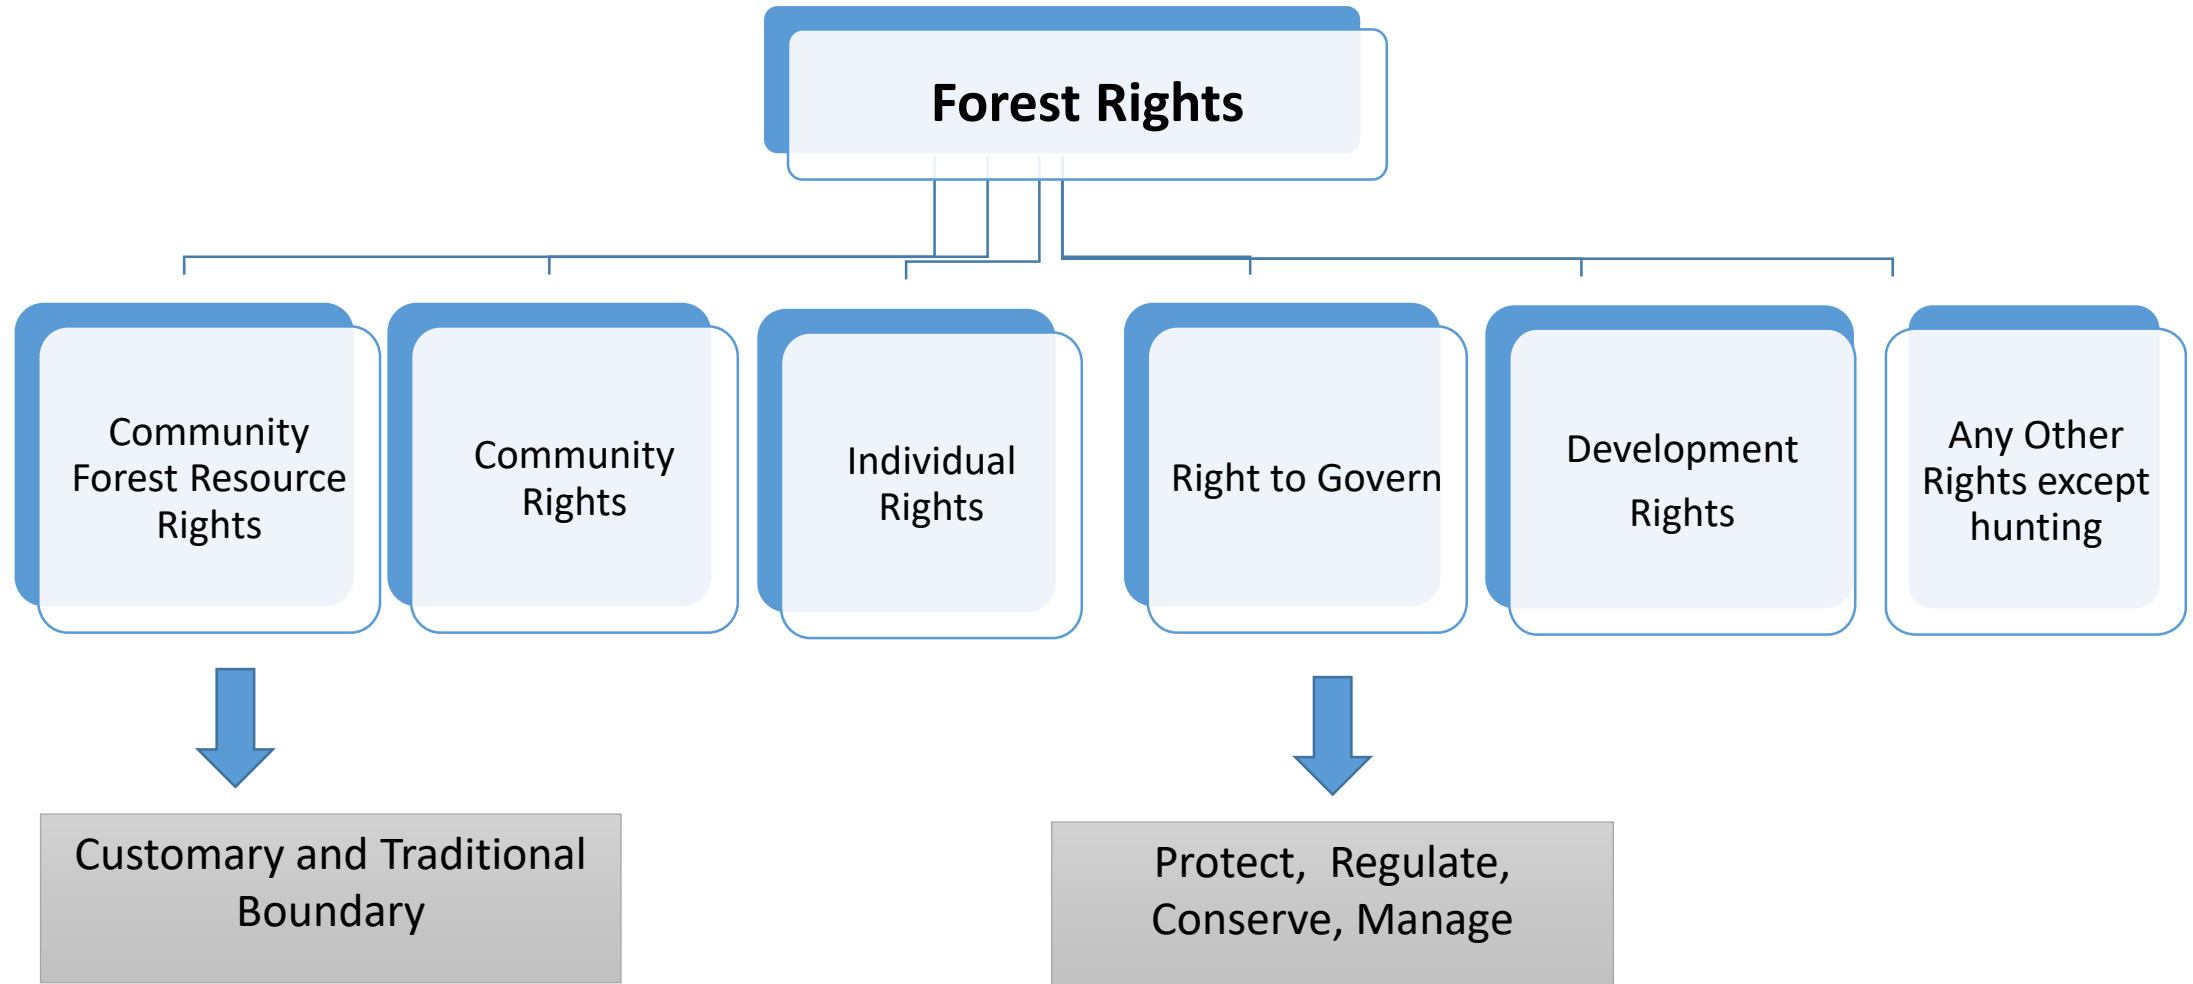 Forest Rights
Community
Forest Resource
Rights
Community
Rights
Individual
Rights
Right to Govern
Development
Rights
Any Other
Rights except
hunting
Customary and Traditional
Boundary
Protect,  Regulate,
Conserve, Manage